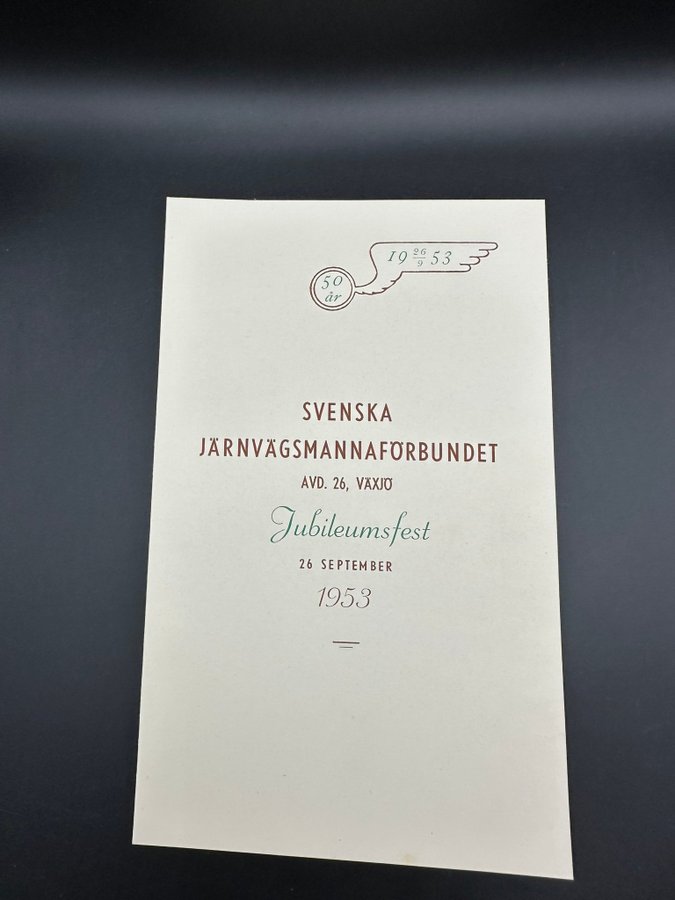 19 26/9 53
50
år
SVENSKA
JÄRNVÄGSMANNAFÖRBUNDET
AVD. 26, VÄXJÖ
Jubileumsfest
26 SEPTEMBER
1953